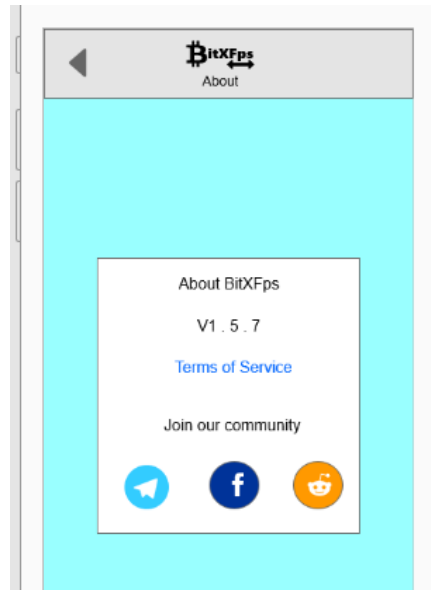 BitXFps
About
About BitXFps
V1 . 5 . 7
Terms of Service
Join our community